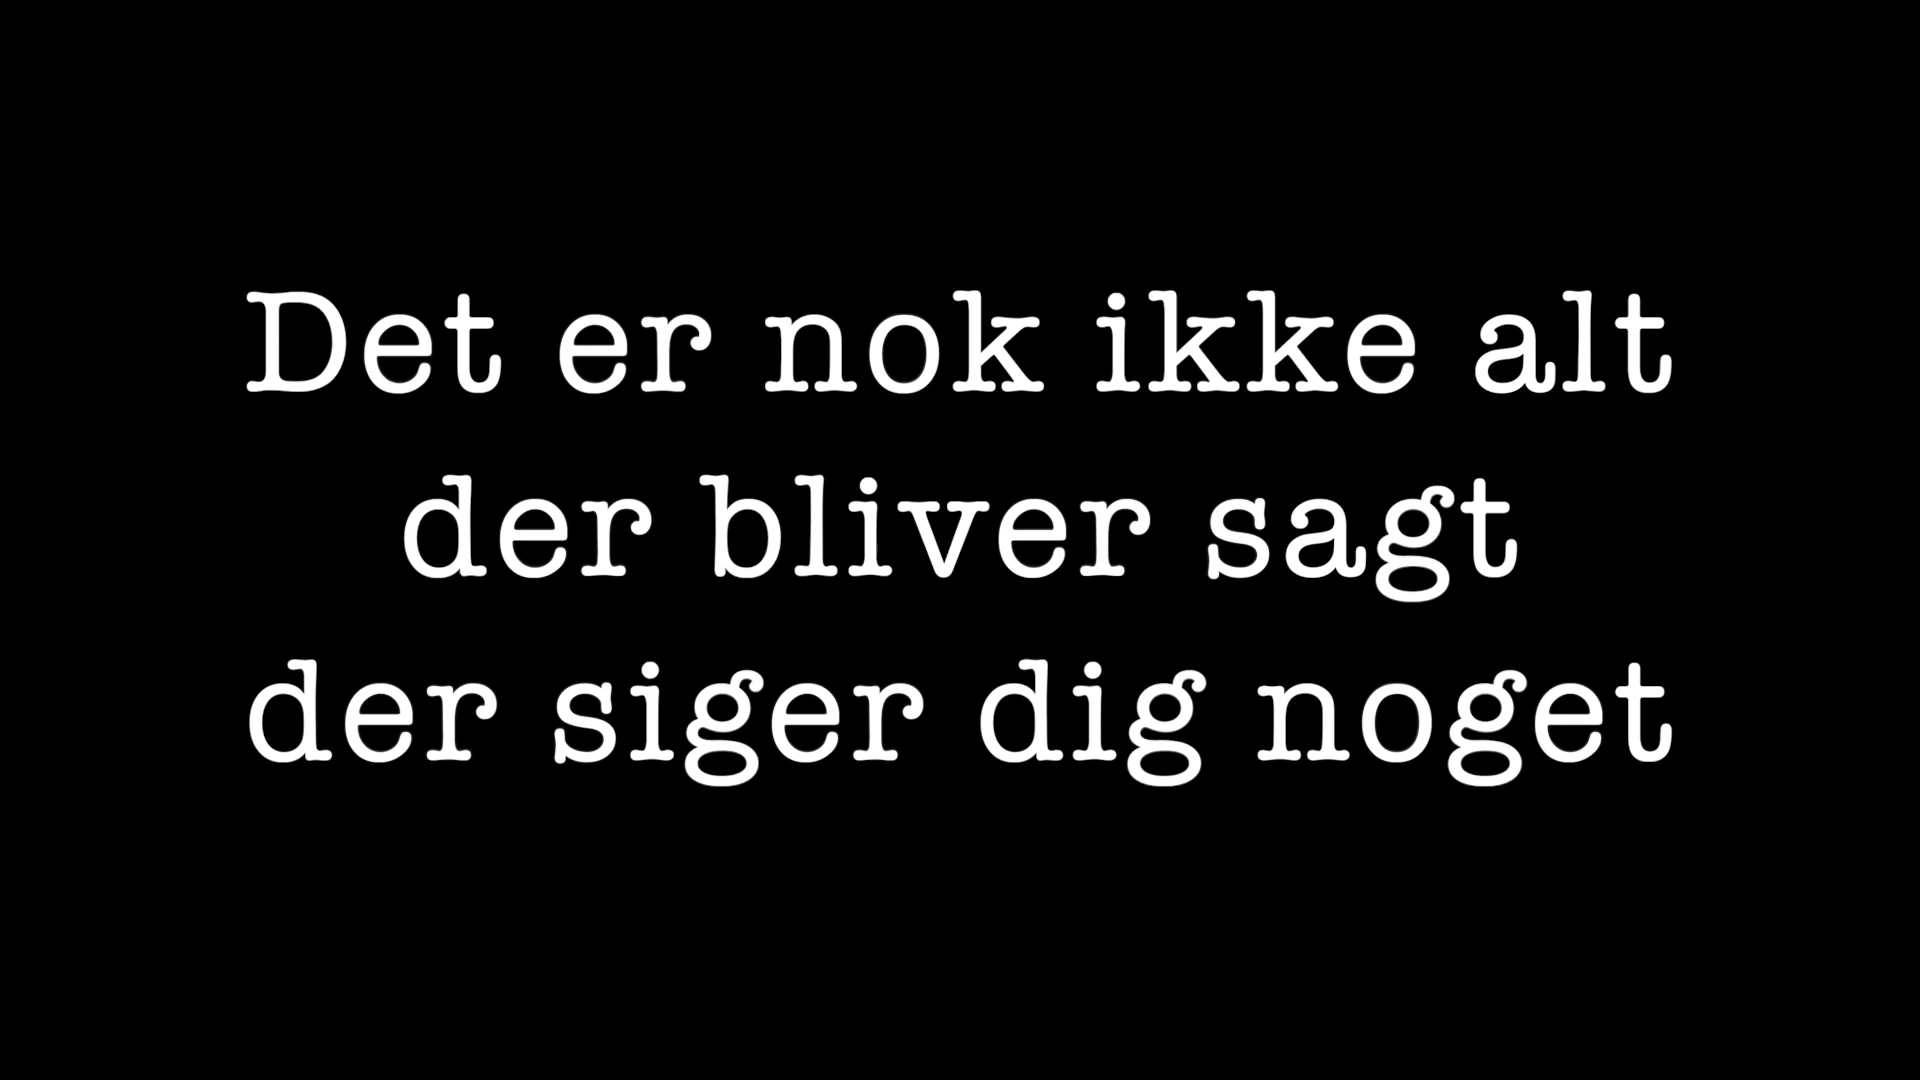 Det er nok ikke alt
der bliver sagt
der siger dig noget